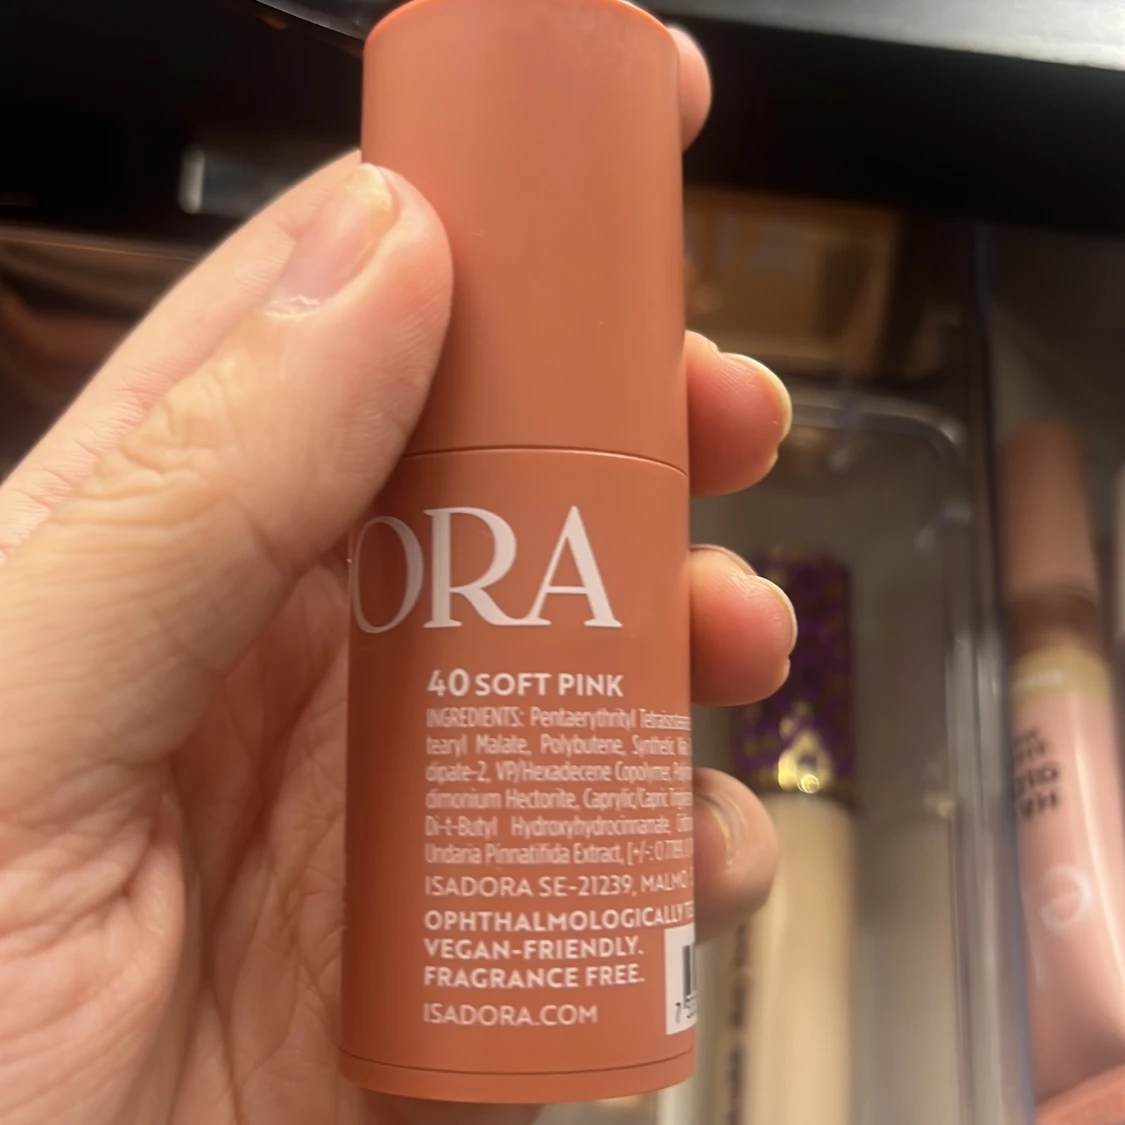 ORA
40 SOFT PINK
INGREDIENTS: Pentaerythrityl
tearyl Malate, Polybutene, Synthetic
dipate-2, VP/Hexadecene Copolymer,
dimonium Hectorite, Caprylic/Capric
Di-t-Butyl Hydroxyhydrocinnamate,
Undaria Pinnatifida Extract, [+/-:
ISADORA SE-21239, MALMÖ
OPHTHALMOLOGICALLY
VEGAN-FRIENDLY.
FRAGRANCE FREE.
ISADORA.COM